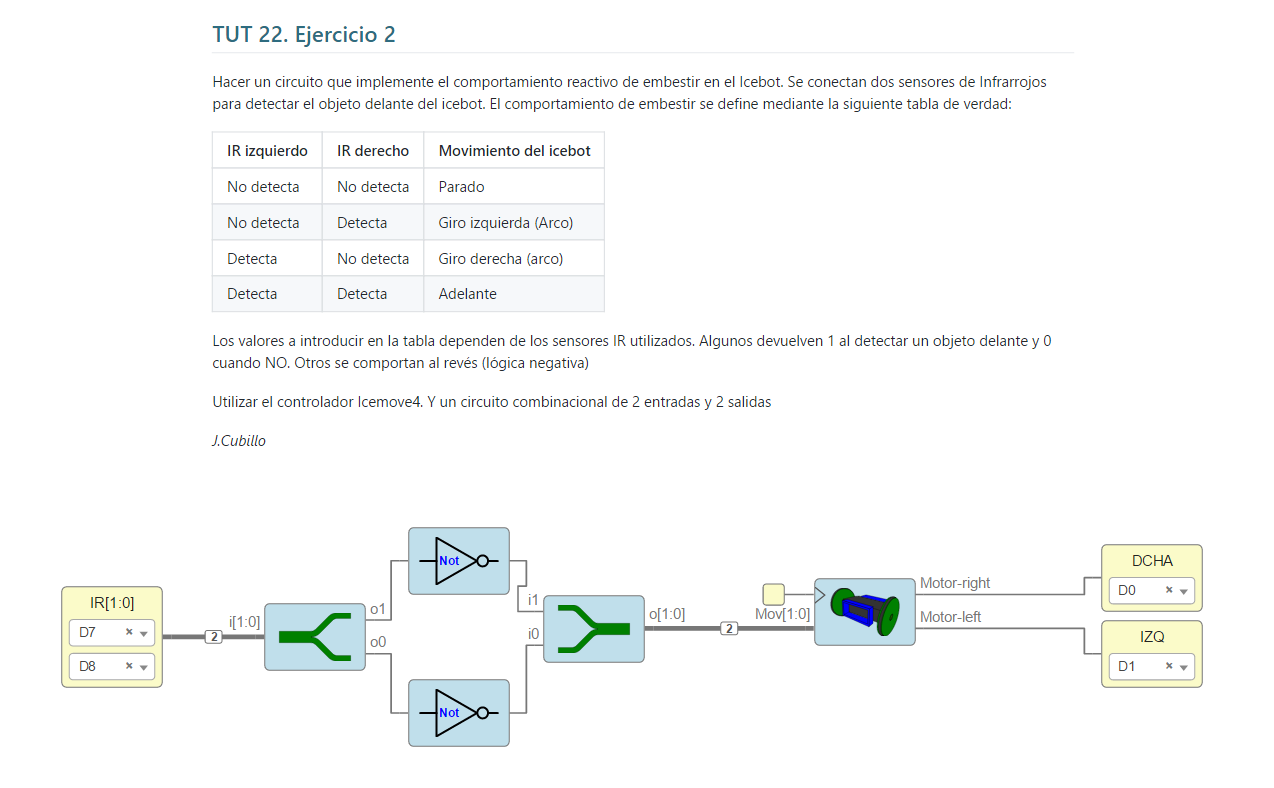 TUT 22. Ejercicio 2
Hacer un circuito que implemente el comportamiento reactivo de embestir en el Icebot. Se conectan dos sensores de Infrarrojos
para detectar el objeto delante del icebot. El comportamiento de embestir se define mediante la siguiente tabla de verdad:
IR izquierdo IR derecho Movimiento del icebot
No detecta No detecta Parado
No detecta Detecta Giro izquierda (Arco)
Detecta No detecta Giro derecha (arco)
Detecta Detecta Adelante
Los valores a introducir en la tabla dependen de los sensores IR utilizados. Algunos devuelven 1 al detectar un objeto delante y 0
cuando NO. Otros se comportan al revés (lógica negativa)
Utilizar el controlador Icemove4. Y un circuito combinacional de 2 entradas y 2 salidas
J.Cubillo
IR[1:0]
D7
D8
2
i[1:0]
o1
o0
Not
Not
i1
i0
o[1:0]
2
Mov[1:0]
Motor-right
Motor-left
DCHA
D0
IZQ
D1